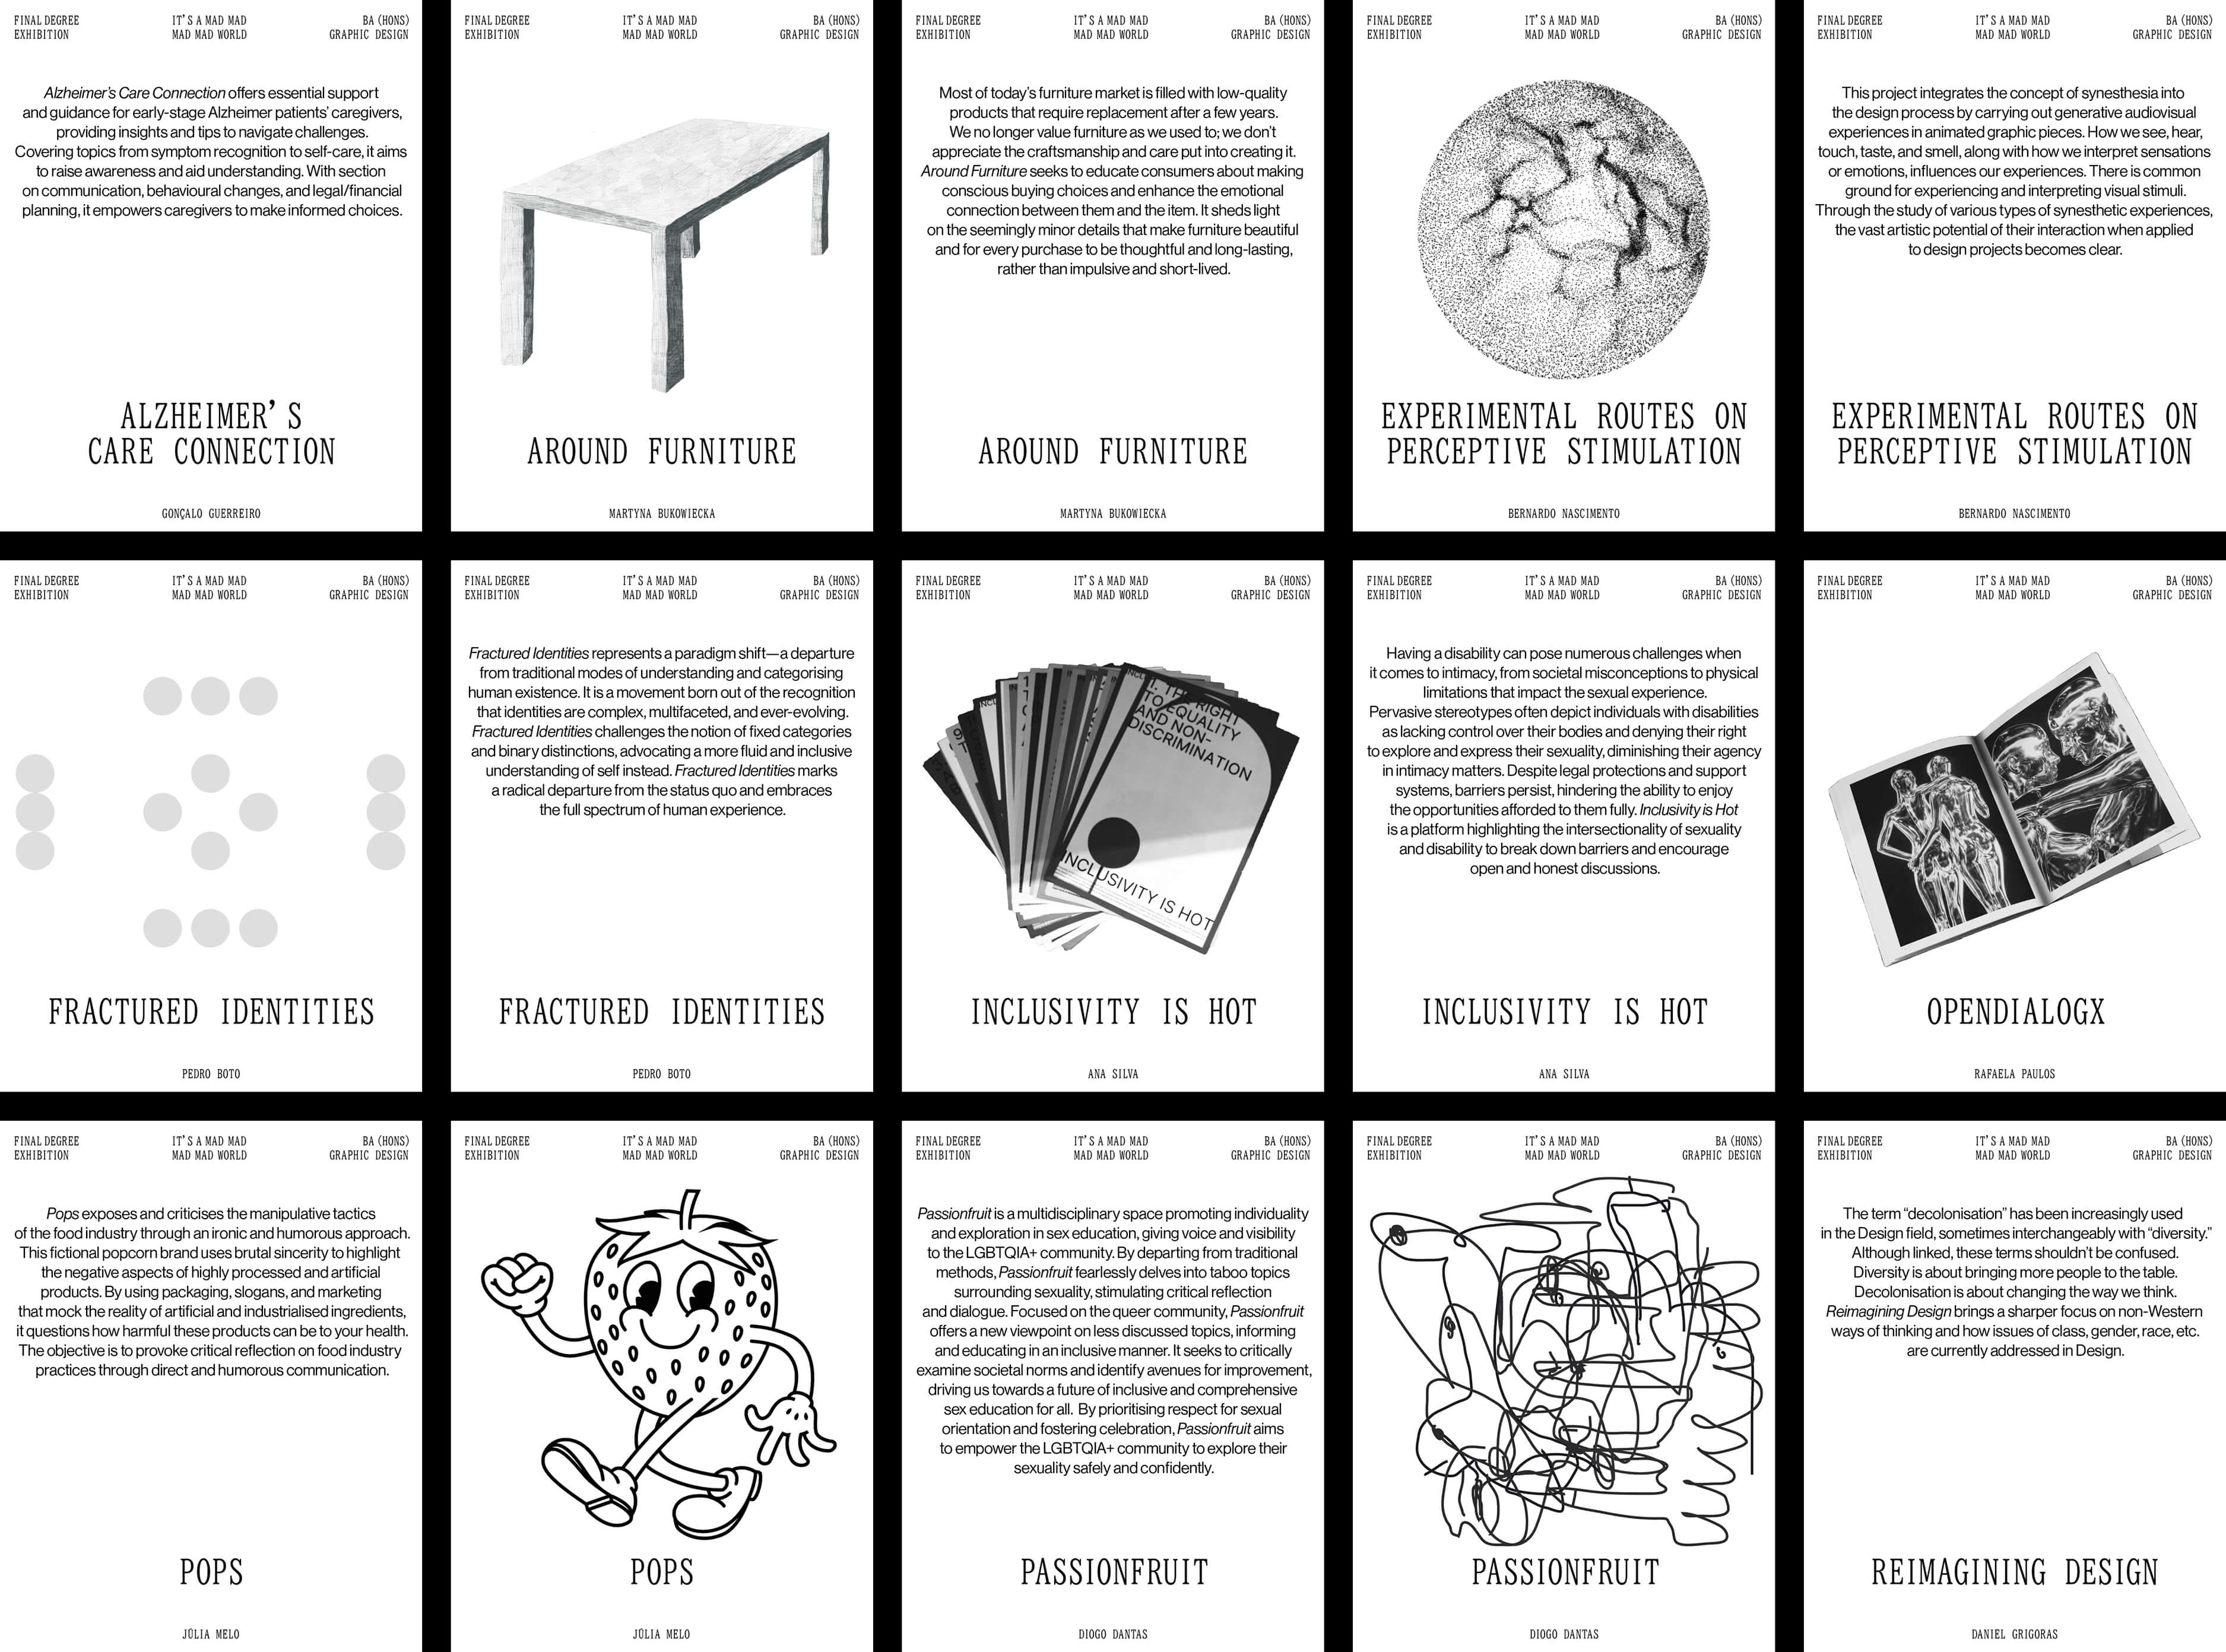 FINAL DEGREE
EXHIBITION
IT'S A MAD MAD
MAD MAD WORLD
BA (HONS)
GRAPHIC DESIGN
Alzheimer's Care Connection offers essential support
and guidance for early-stage Alzheimer patients' caregivers,
providing insights and tips to navigate challenges.
Covering topics from symptom recognition to self-care, it aims
to raise awareness and aid understanding. With section
on communication, behavioural changes, and legal/financial
planning, it empowers caregivers to make informed choices.
ALZHEIMER'S
CARE CONNECTION
GONÇALO GUERREIRO
FINAL DEGREE
EXHIBITION
IT'S A MAD MAD
MAD MAD WORLD
BA (HONS)
GRAPHIC DESIGN
AROUND FURNITURE
MARTYNA BUKOWIECKA
FINAL DEGREE
EXHIBITION
IT'S A MAD MAD
MAD MAD WORLD
BA (HONS)
GRAPHIC DESIGN
Most of today's furniture market is filled with low-quality
products that require replacement after a few years.
We no longer value furniture as we used to; we don't
appreciate the craftsmanship and care put into creating it.
Around Furniture seeks to educate consumers about making
conscious buying choices and enhance the emotional
connection between them and the item. It sheds light
on the seemingly minor details that make furniture beautiful
and for every purchase to be thoughtful and long-lasting,
rather than impulsive and short-lived.
AROUND FURNITURE
MARTYNA BUKOWIECKA
FINAL DEGREE
EXHIBITION
IT'S A MAD MAD
MAD MAD WORLD
BA (HONS)
GRAPHIC DESIGN
EXPERIMENTAL ROUTES ON
PERCEPTIVE STIMULATION
BERNARDO NASCIMENTO
FINAL DEGREE
EXHIBITION
IT'S A MAD MAD
MAD MAD WORLD
BA (HONS)
GRAPHIC DESIGN
This project integrates the concept of synesthesia into
the design process by carrying out generative audiovisual
experiences in animated graphic pieces. How we see, hear,
touch, taste, and smell, along with how we interpret sensations
or emotions, influences our experiences. There is common
ground for experiencing and interpreting visual stimuli.
Through the study of various types of synesthetic experiences,
the vast artistic potential of their interaction when applied
to design projects becomes clear.
EXPERIMENTAL ROUTES ON
PERCEPTIVE STIMULATION
BERNARDO NASCIMENTO
FINAL DEGREE
EXHIBITION
IT'S A MAD MAD
MAD MAD WORLD
BA (HONS)
GRAPHIC DESIGN
FRACTURED IDENTITIES
PEDRO BOTO
FINAL DEGREE
EXHIBITION
IT'S A MAD MAD
MAD MAD WORLD
BA (HONS)
GRAPHIC DESIGN
Fractured Identities represents a paradigm shift—a departure
from traditional modes of understanding and categorising
human existence. It is a movement born out of the recognition
that identities are complex, multifaceted, and ever-evolving.
Fractured Identities challenges the notion of fixed categories
and binary distinctions, advocating a more fluid and inclusive
understanding of self instead. Fractured Identities marks
a radical departure from the status quo and embraces
the full spectrum of human experience.
FRACTURED IDENTITIES
PEDRO BOTO
FINAL DEGREE
EXHIBITION
IT'S A MAD MAD
MAD MAD WORLD
BA (HONS)
GRAPHIC DESIGN
1. THE RIGHT
TO EQUALITY
AND NON-
DISCRIMINATION
INCLUSIVITY IS HOT
INCLUSIVITY IS HOT
ANA SILVA
FINAL DEGREE
EXHIBITION
IT'S A MAD MAD
MAD MAD WORLD
BA (HONS)
GRAPHIC DESIGN
Having a disability can pose numerous challenges when
it comes to intimacy, from societal misconceptions to physical
limitations that impact the sexual experience.
Pervasive stereotypes often depict individuals with disabilities
as lacking control over their bodies and denying their right
to explore and express their sexuality, diminishing their agency
in intimacy matters. Despite legal protections and support
systems, barriers persist, hindering the ability to enjoy
the opportunities afforded to them fully. Inclusivity is Hot
is a platform highlighting the intersectionality of sexuality
and disability to break down barriers and encourage
open and honest discussions.
INCLUSIVITY IS HOT
ANA SILVA
FINAL DEGREE
EXHIBITION
IT'S A MAD MAD
MAD MAD WORLD
BA (HONS)
GRAPHIC DESIGN
OPENDIALOGX
RAFAELA PAULOS
FINAL DEGREE
EXHIBITION
IT'S A MAD MAD
MAD MAD WORLD
BA (HONS)
GRAPHIC DESIGN
Pops exposes and criticises the manipulative tactics
of the food industry through an ironic and humorous approach.
This fictional popcorn brand uses brutal sincerity to highlight
the negative aspects of highly processed and artificial
products. By using packaging, slogans, and marketing
that mock the reality of artificial and industrialised ingredients,
it questions how harmful these products can be to your health.
The objective is to provoke critical reflection on food industry
practices through direct and humorous communication.
POPS
JÚLIA MELO
FINAL DEGREE
EXHIBITION
IT'S A MAD MAD
MAD MAD WORLD
BA (HONS)
GRAPHIC DESIGN
POPS
JÚLIA MELO
FINAL DEGREE
EXHIBITION
IT'S A MAD MAD
MAD MAD WORLD
BA (HONS)
GRAPHIC DESIGN
Passionfruit is a multidisciplinary space promoting individuality
and exploration in sex education, giving voice and visibility
to the LGBTQIA+ community. By departing from traditional
methods, Passionfruit fearlessly delves into taboo topics
surrounding sexuality, stimulating critical reflection
and dialogue. Focused on the queer community, Passionfruit
offers a new viewpoint on less discussed topics, informing
and educating in an inclusive manner. It seeks to critically
examine societal norms and identify avenues for improvement,
driving us towards a future of inclusive and comprehensive
sex education for all. By prioritising respect for sexual
orientation and fostering celebration, Passionfruit aims
to empower the LGBTQIA+ community to explore their
sexuality safely and confidently.
PASSIONFRUIT
DIOGO DANTAS
FINAL DEGREE
EXHIBITION
IT'S A MAD MAD
MAD MAD WORLD
BA (HONS)
GRAPHIC DESIGN
PASSIONFRUIT
DIOGO DANTAS
FINAL DEGREE
EXHIBITION
IT'S A MAD MAD
MAD MAD WORLD
BA (HONS)
GRAPHIC DESIGN
The term “decolonisation” has been increasingly used
in the Design field, sometimes interchangeably with “diversity.”
Although linked, these terms shouldn't be confused.
Diversity is about bringing more people to the table.
Decolonisation is about changing the way we think.
Reimagining Design brings a sharper focus on non-Western
ways of thinking and how issues of class, gender, race, etc.
are currently addressed in Design.
REIMAGINING DESIGN
DANIEL GRIGORAS